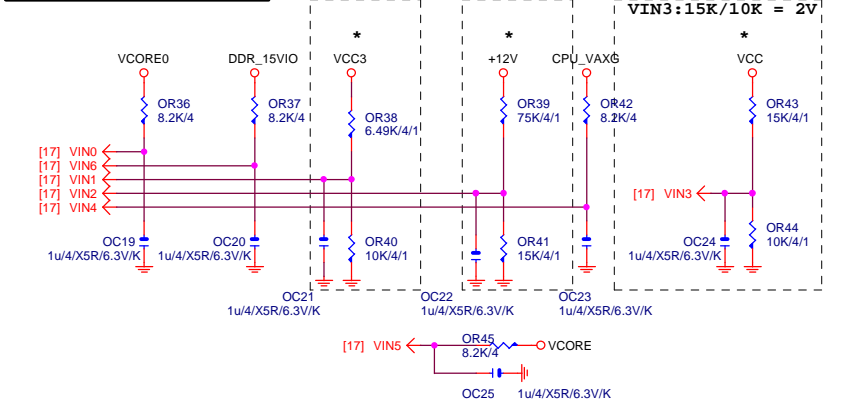 VIN3:15K/10K = 2V
* * *
VCORE0 DDR_15VIO VCC3 +12V CPU_VAXG VCC
OR36 OR37 OR38 OR39 OR42 OR43
8.2K/4 8.2K/4 6.49K/4/1 75K/4/1 8.2K/4 15K/4/1
[17] VIN0
[17] VIN6
[17] VIN1
[17] VIN2
[17] VIN4
[17] VIN3
OC19 OC20 OR40 OR41 OC24 OR44
1u/4/X5R/6.3V/K 1u/4/X5R/6.3V/K 10K/4/1 15K/4/1 1u/4/X5R/6.3V/K 10K/4/1
OC21 OC22 OC23
1u/4/X5R/6.3V/K 1u/4/X5R/6.3V/K 1u/4/X5R/6.3V/K
[17] VIN5 OR45 VCORE
8.2K/4
OC25 1u/4/X5R/6.3V/K